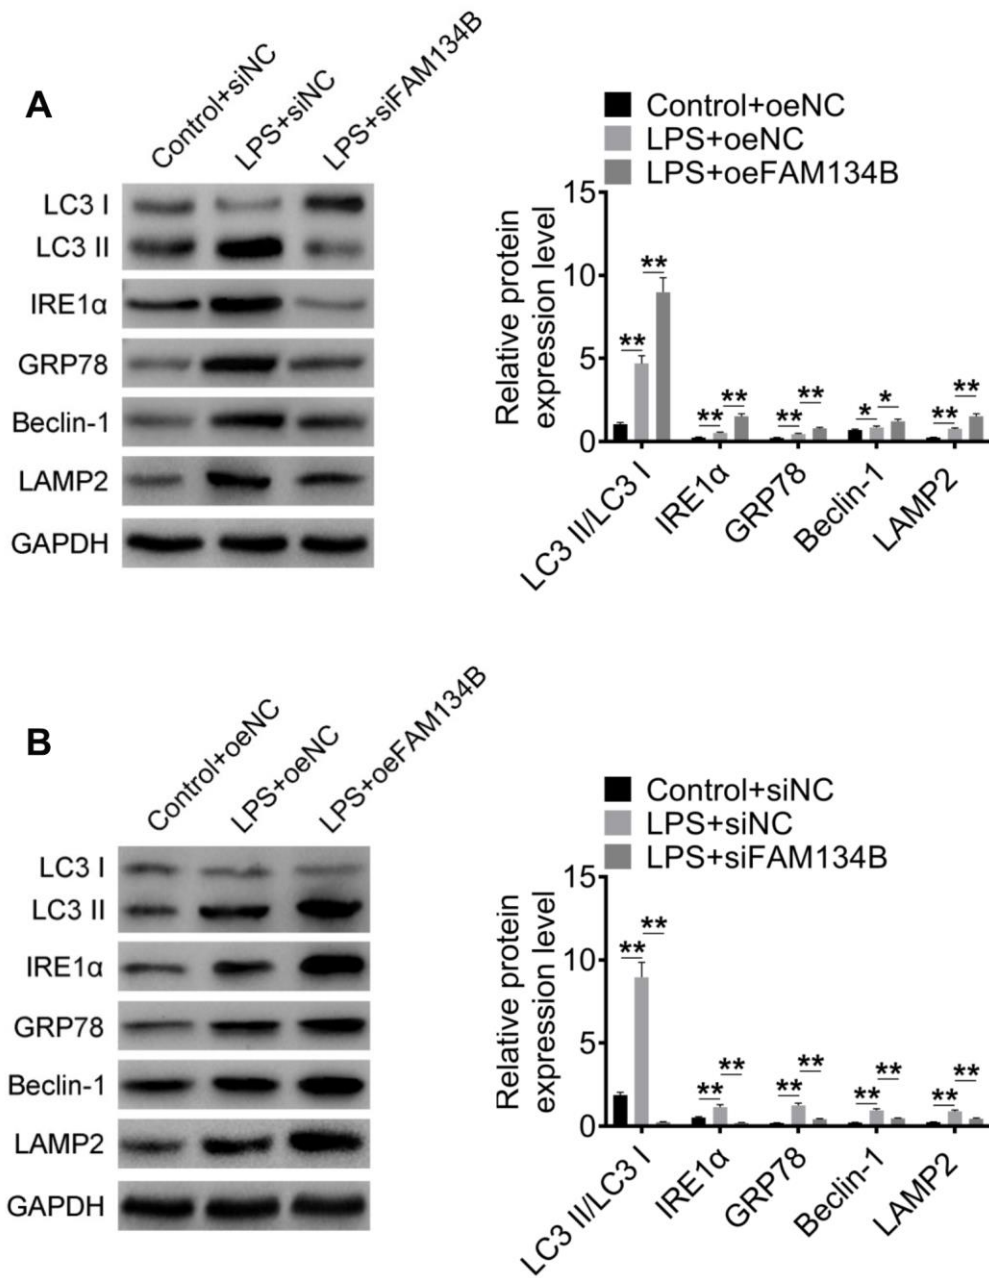 A
Control+siNC
LPS+siNC
LPS+siFAM134B
LC3 I
LC3 II
IRE1α
GRP78
Beclin-1
LAMP2
GAPDH
Control+oeNC
LPS+oeNC
LPS+oeFAM134B
Relative protein
expression level
15
10
5
0
**
**
**
**
**
**
*
*
**
**
LC3 II/LC3 I
IRE1α
GRP78
Beclin-1
LAMP2
B
Control+oeNC
LPS+oeNC
LPS+oeFAM134B
LC3 I
LC3 II
IRE1α
GRP78
Beclin-1
LAMP2
GAPDH
Control+siNC
LPS+siNC
LPS+siFAM134B
Relative protein
expression level
15
10
5
0
**
**
**
**
**
**
**
**
**
**
LC3 II/LC3 I
IRE1α
GRP78
Beclin-1
LAMP2